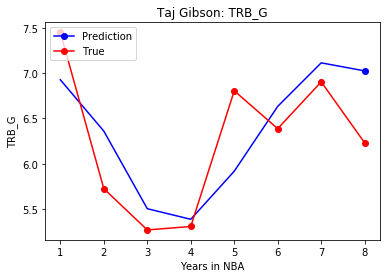 Taj Gibson: TRB_G
Prediction
True
TRB_G
7.5
7.0
6.5
6.0
5.5
1 2 3 4 5 6 7 8
Years in NBA